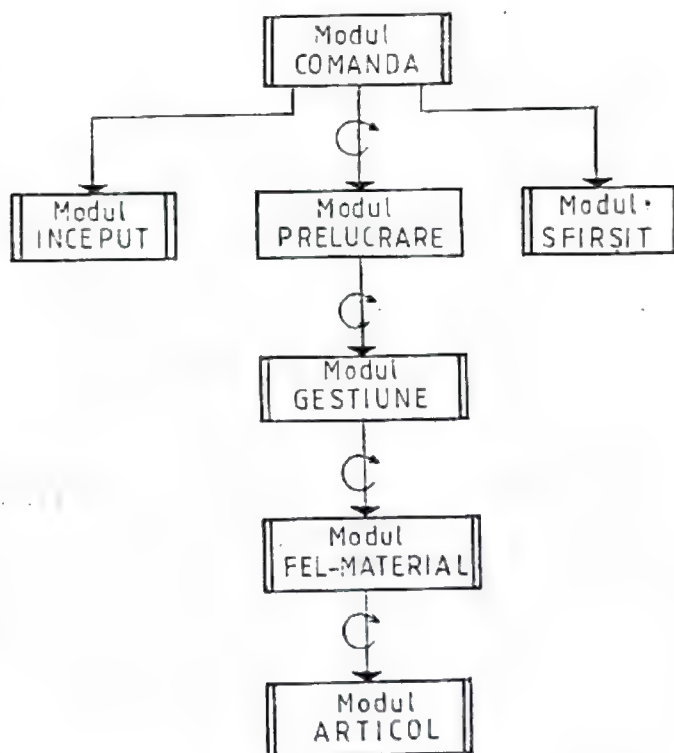 Modul
COMANDA
Modul
INCEPUT
Modul
PRELUCRARE
Modul
SFIRSIT
Modul
GESTIUNE
Modul
FEL-MATERIAL
Modul
ARTICOL